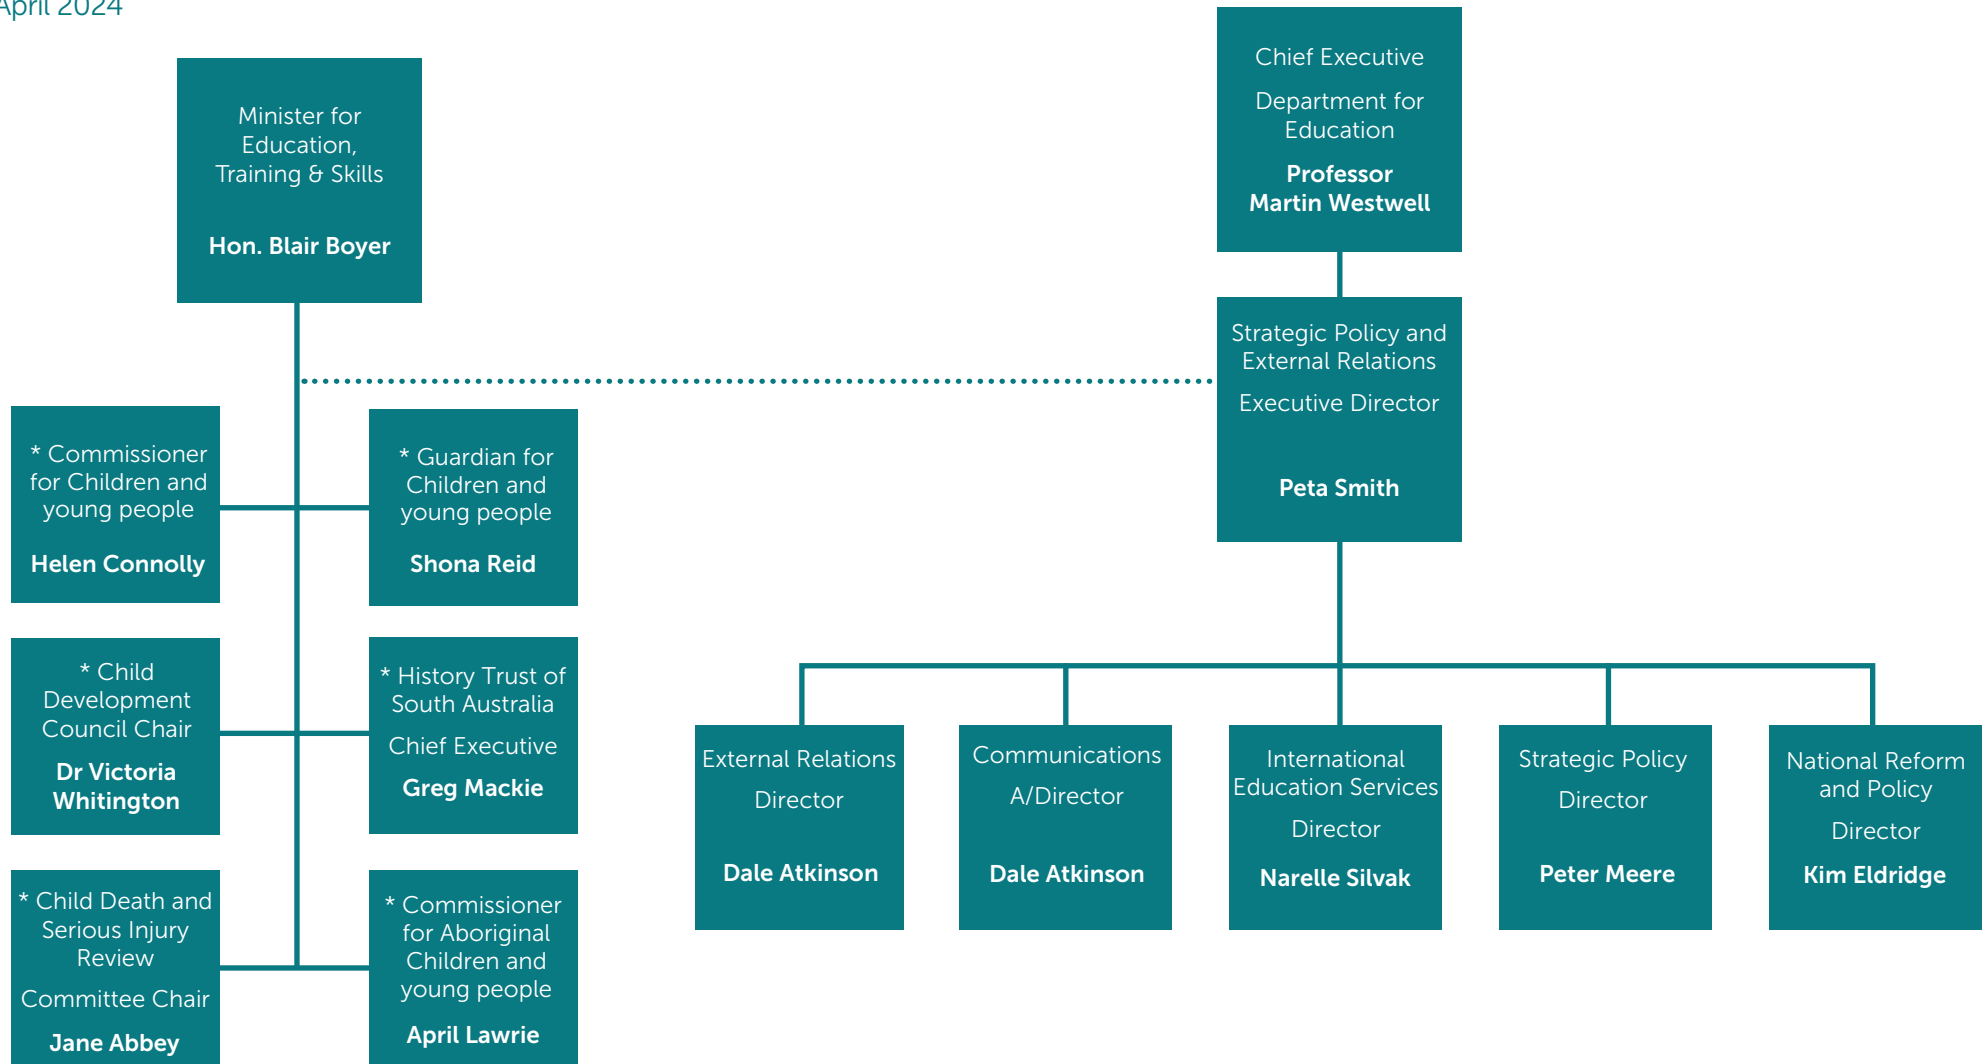 April 2024
Minister for
Education,
Training & Skills
Hon. Blair Boyer
Chief Executive
Department for
Education
Professor
Martin Westwell
Strategic Policy and
External Relations
Executive Director
Peta Smith
* Commissioner
for Children and
young people
Helen Connolly
* Guardian for
Children and
young people
Shona Reid
* Child
Development
Council Chair
Dr Victoria
Whitington
* History Trust of
South Australia
Chief Executive
Greg Mackie
* Child Death and
Serious Injury
Review
Committee Chair
Jane Abbey
* Commissioner
for Aboriginal
Children and
young people
April Lawrie
External Relations
Director
Dale Atkinson
Communications
A/Director
Dale Atkinson
International
Education Services
Director
Narelle Silvak
Strategic Policy
Director
Peter Meere
National Reform
and Policy
Director
Kim Eldridge